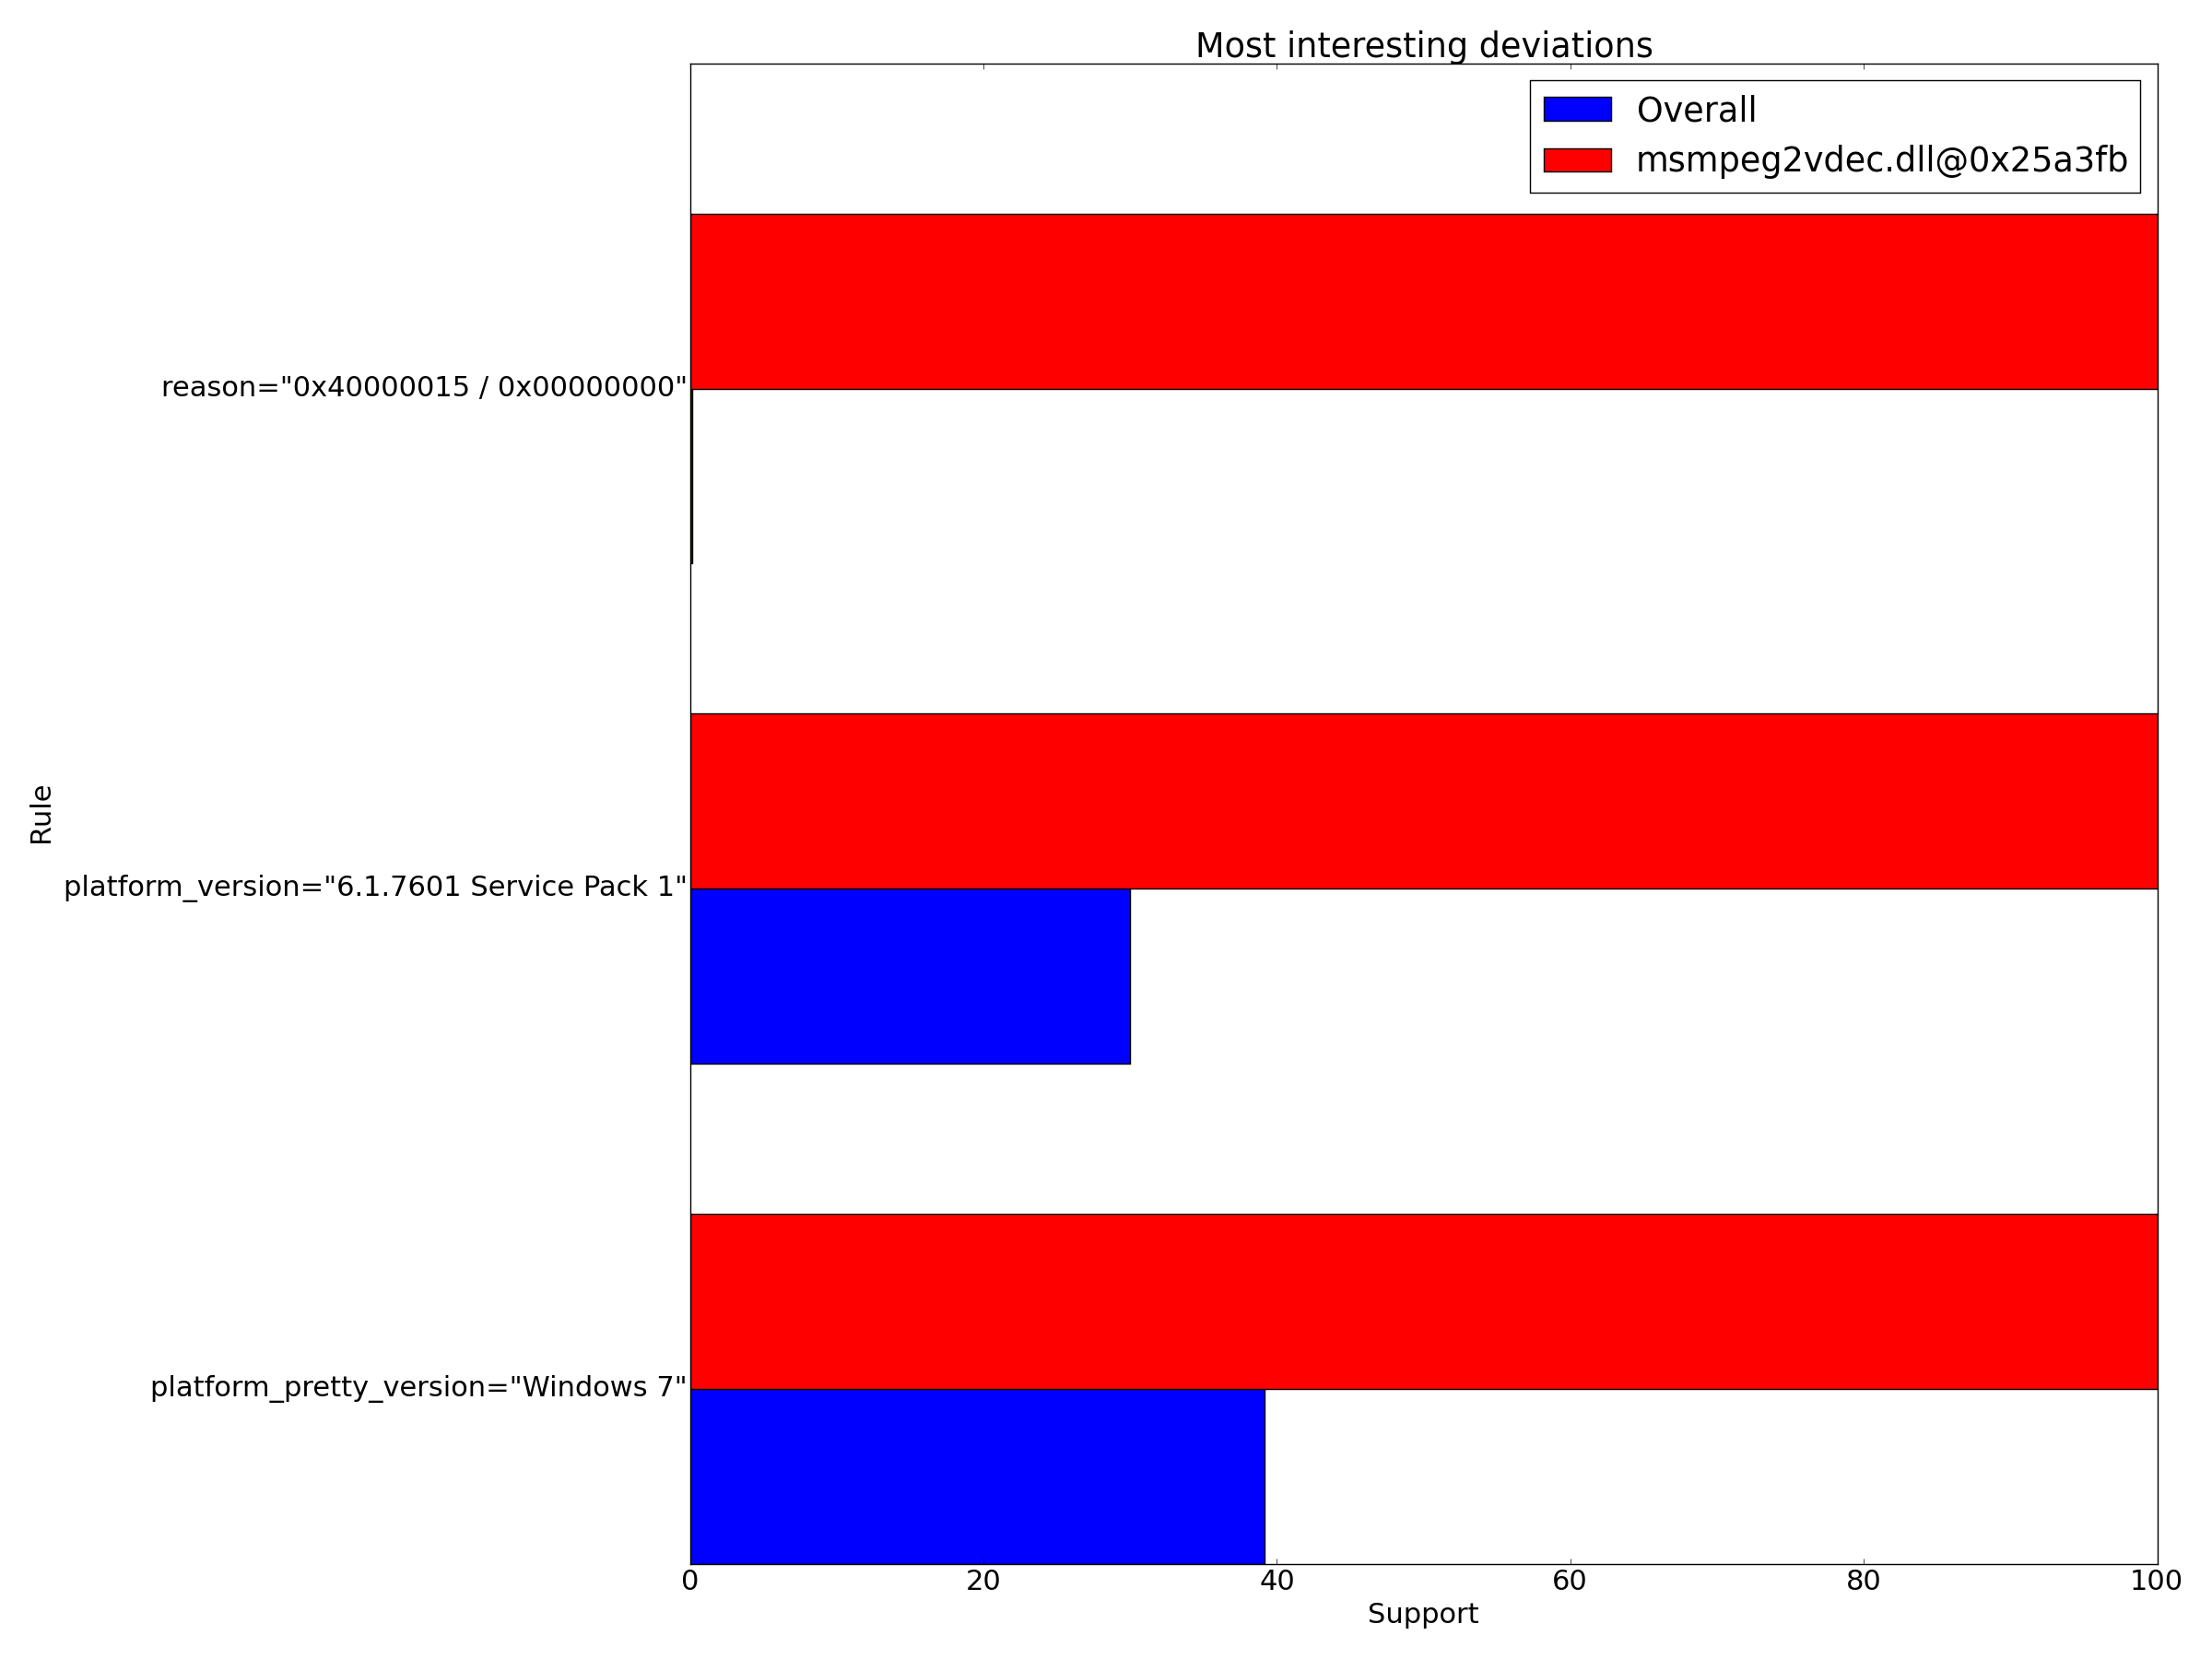 Most interesting deviations
Overall
msmpeg2vdec.dll@0x25a3fb
reason="0x40000015 / 0x00000000"
Rule
platform_version="6.1.7601 Service Pack 1"
platform_pretty_version="Windows 7"
0 20 40 60 80 100
Support